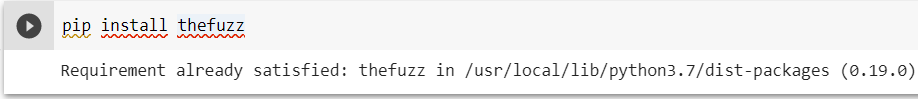 pip install thefuzz
Requirement already satisfied: thefuzz in /usr/local/lib/python3.7/dist-packages (0.19.0)